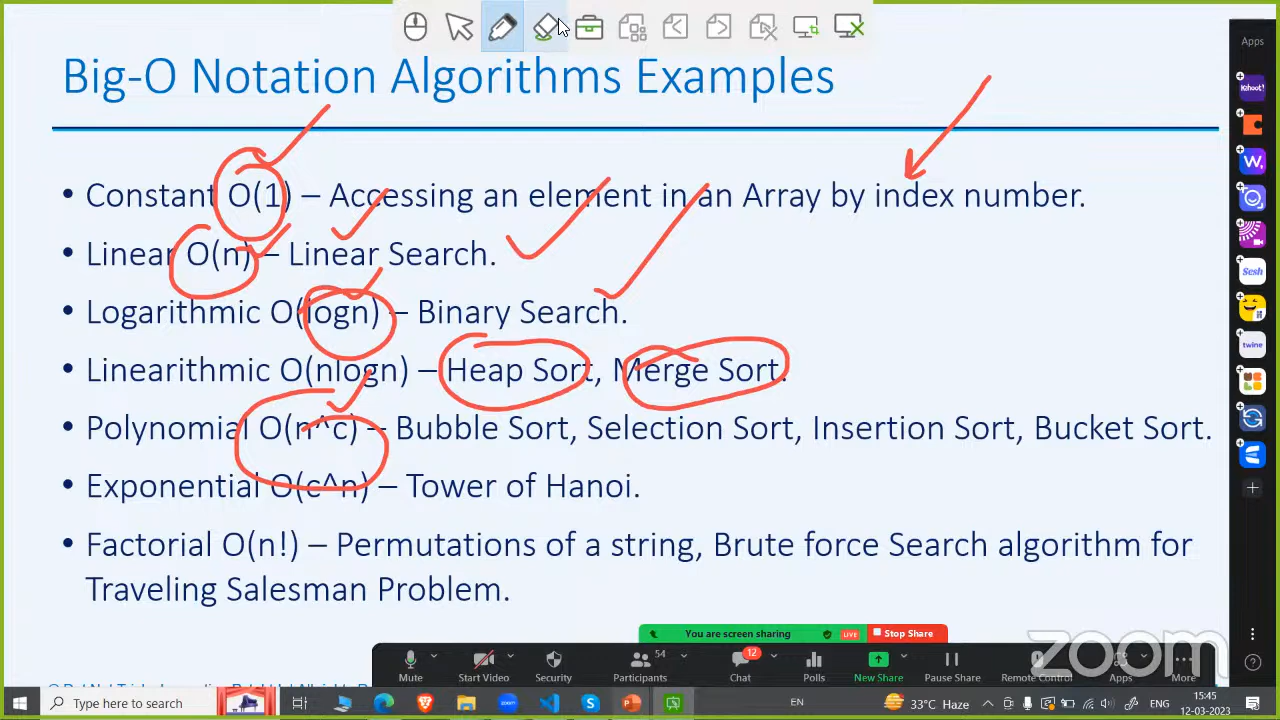 Big-O Notation Algorithms Examples
Apps
• Constant O(1) – Accessing an element in an Array by index number.
• Linear O(n) – Linear Search.
• Logarithmic O(logn) – Binary Search.
• Linearithmic O(nlogn) – Heap Sort, Merge Sort.
• Polynomial O(n^c) – Bubble Sort, Selection Sort, Insertion Sort, Bucket Sort.
• Exponential O(c^n) – Tower of Hanoi.
• Factorial O(n!) – Permutations of a string, Brute force Search algorithm for
Traveling Salesman Problem.
Kahoot!
W
Sesh
twine
You are screen sharing LIVE Stop Share
zoom
54 12
Mute Start Video Security Participants Chat Polls New Share Pause Share Remote Control Apps More
Type here to search
EN 33°C Haze ENG 15:45
12-03-2023